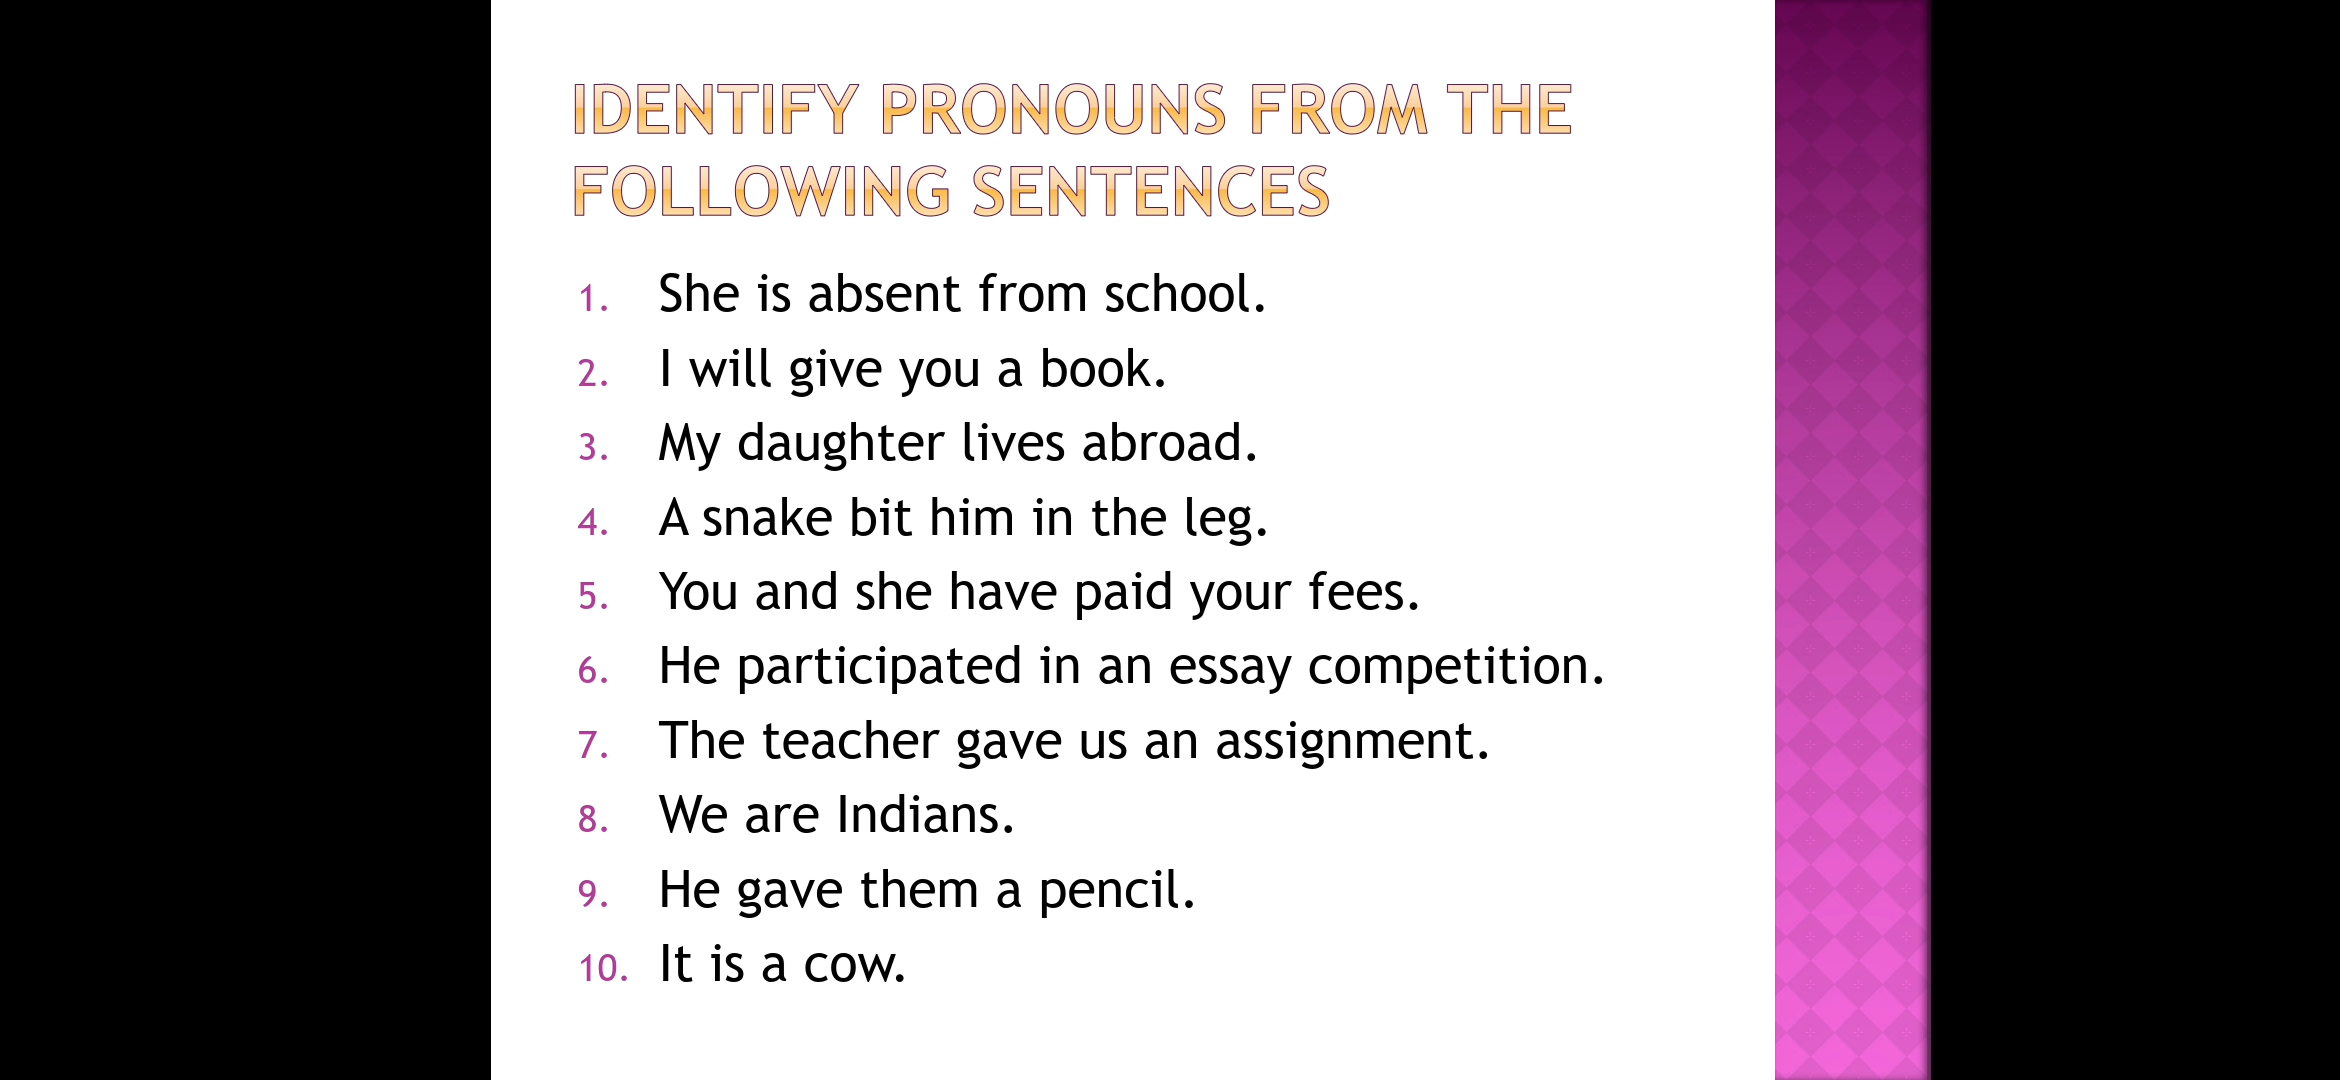 IDENTIFY PRONOUNS FROM THE
FOLLOWING SENTENCES
1. She is absent from school.
2. I will give you a book.
3. My daughter lives abroad.
4. A snake bit him in the leg.
5. You and she have paid your fees.
6. He participated in an essay competition.
7. The teacher gave us an assignment.
8. We are Indians.
9. He gave them a pencil.
10. It is a cow.